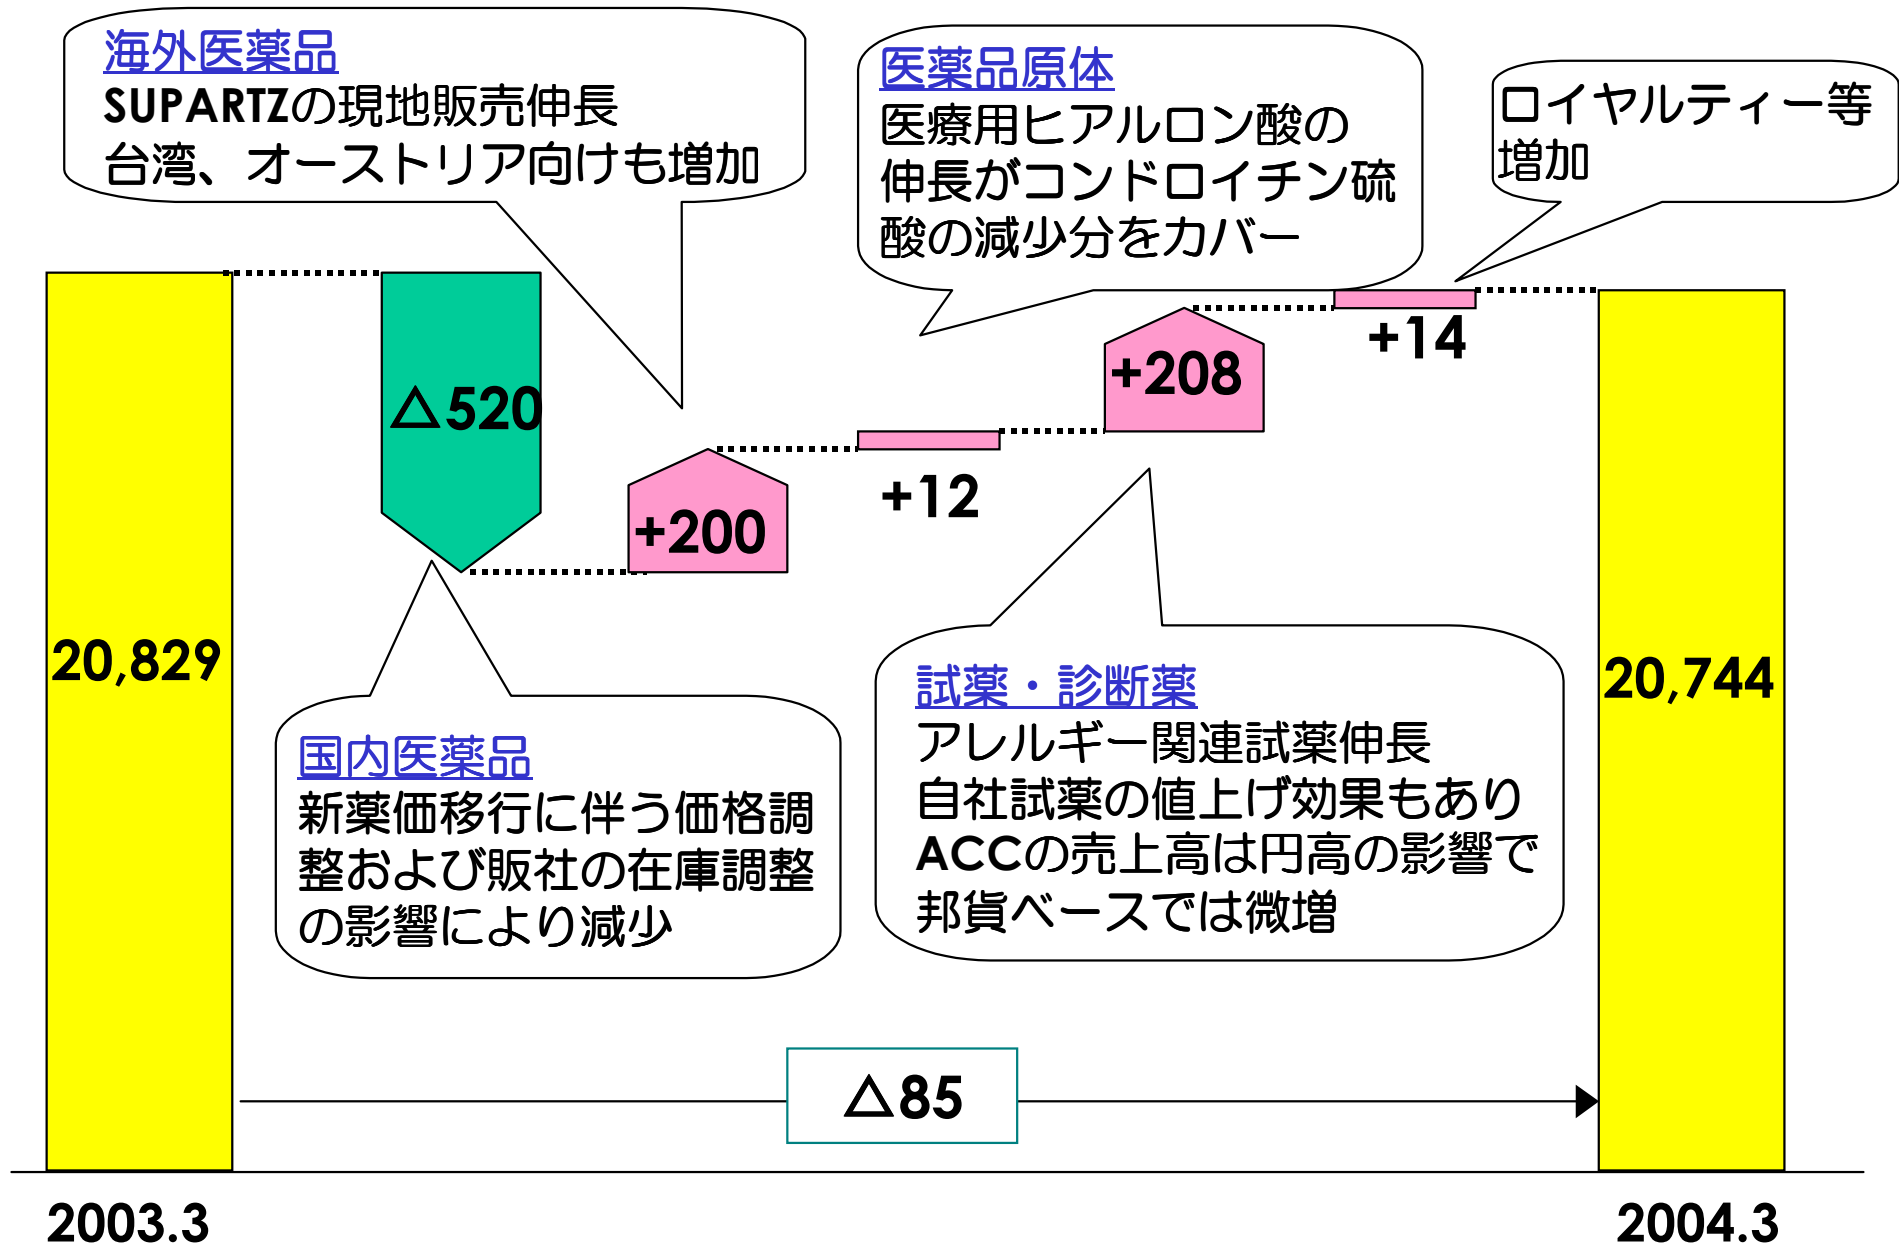 海外医薬品
SUPARTZの現地販売伸長
台湾、オーストリア向けも増加
医薬品原体
医療用ヒアルロン酸の
伸長がコンドロイチン硫
酸の減少分をカバー
ロイヤルティー等
増加
△520
+200
+12
+208
+14
20,829
20,744
国内医薬品
新薬価移行に伴う価格調
整および販社の在庫調整
の影響により減少
試薬・診断薬
アレルギー関連試薬伸長
自社試薬の値上げ効果もあり
ACCの売上高は円高の影響で
邦貨ベースでは微増
△85
2003.3
2004.3